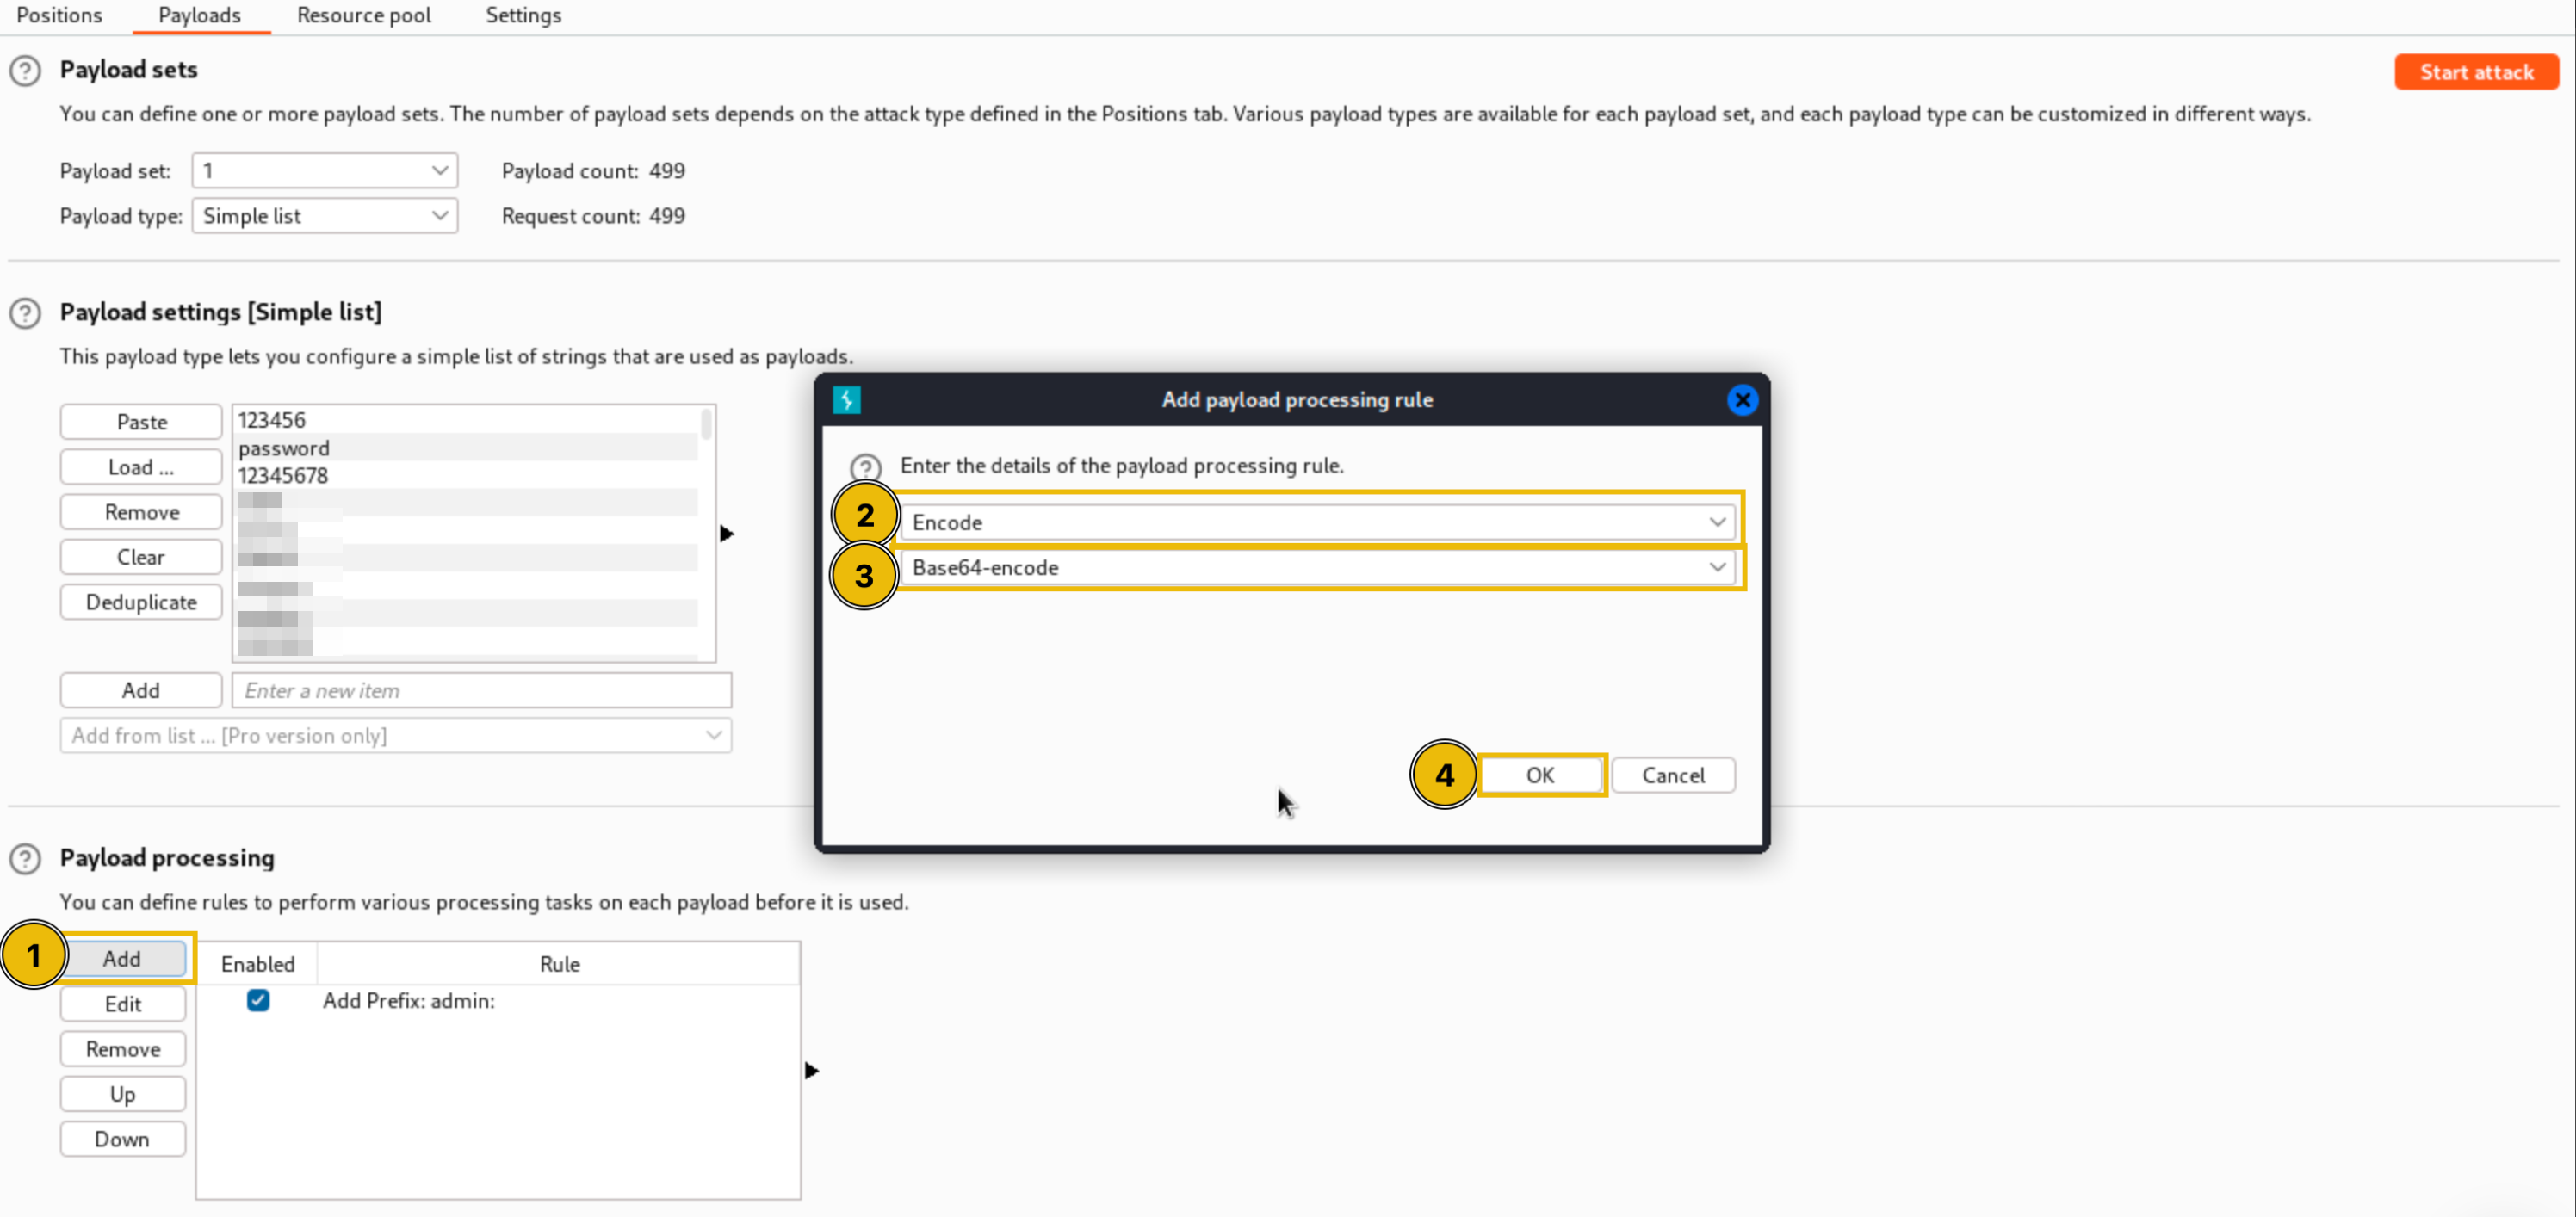 Positions Payloads Resource pool Settings
Payload sets
Start attack
You can define one or more payload sets. The number of payload sets depends on the attack type defined in the Positions tab. Various payload types are available for each payload set, and each payload type can be customized in different ways.
Payload set: 1 Payload count: 499
Payload type: Simple list Request count: 499
Payload settings [Simple list]
This payload type lets you configure a simple list of strings that are used as payloads.
Paste
Load ...
Remove
Clear
Deduplicate
123456
password
12345678
Add Enter a new item
Add from list ... [Pro version only]
Add payload processing rule
Enter the details of the payload processing rule.
2 Encode
3 Base64-encode
4 OK Cancel
Payload processing
You can define rules to perform various processing tasks on each payload before it is used.
1 Add
Edit
Remove
Up
Down
Enabled Rule
Add Prefix: admin: